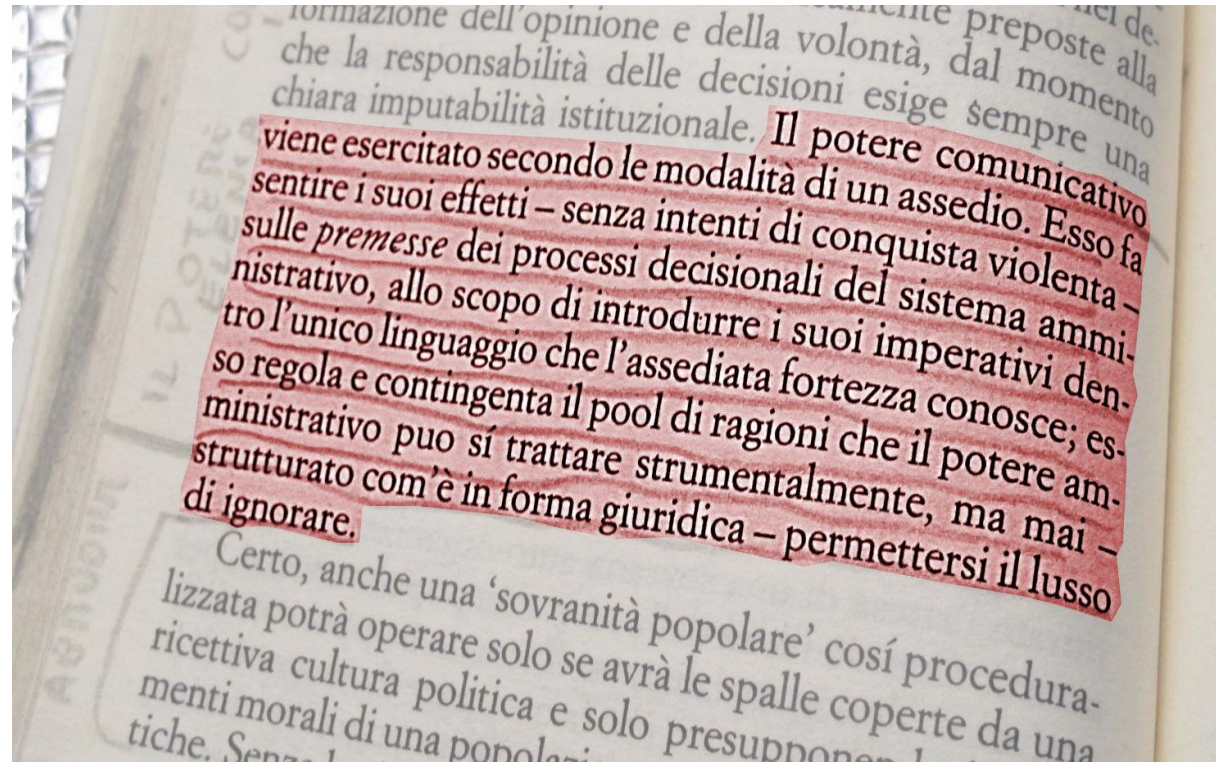 preposte alla
formazione dell'opinione e della volontà, dal momento
che la responsabilità delle decisioni esige sempre una
chiara imputabilità istituzionale. Il potere comunicativo
viene esercitato secondo le modalità di un assedio. Esso fa
sentire i suoi effetti – senza intenti di conquista violenta –
sulle premesse dei processi decisionali del sistema ammi-
nistrativo, allo scopo di introdurre i suoi imperativi den-
tro l'unico linguaggio che l'assediata fortezza conosce; es-
so regola e contingenta il pool di ragioni che il potere am-
ministrativo puo sí trattare strumentalmente, ma mai –
strutturato com'è in forma giuridica – permettersi il lusso
di ignorare.
Certo, anche una 'sovranità popolare' cosí procedura-
lizzata potrà operare solo se avrà le spalle coperte da una
ricettiva cultura politica e solo
menti morali di una
tiche.
IL POTERE